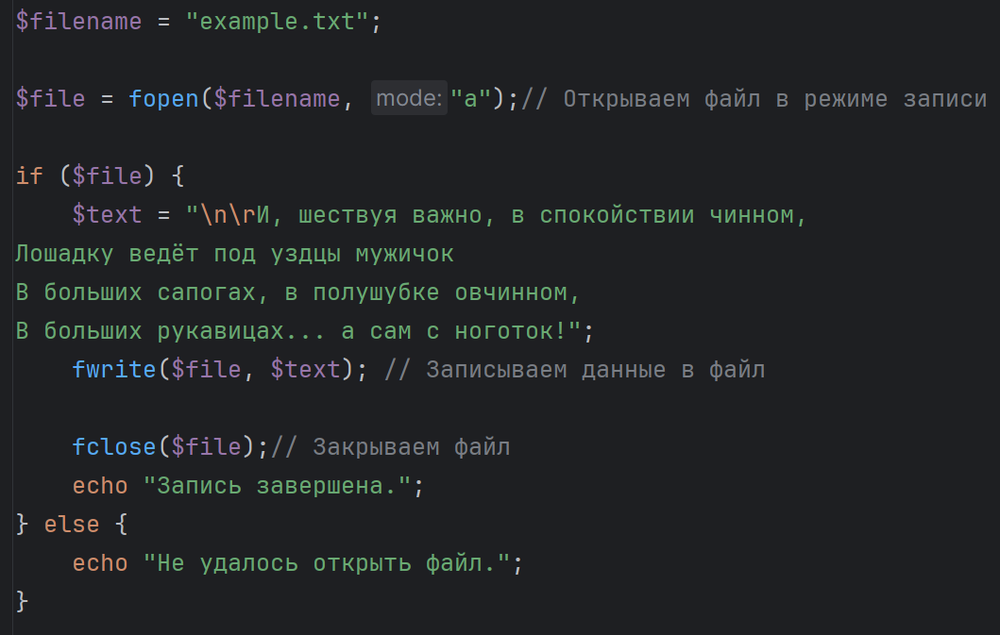 $filename = "example.txt";
$file = fopen($filename, mode: "a");// Открываем файл в режиме записи
if ($file) {
$text = "\n\rИ, шествуя важно, в спокойствии чинном,
Лошадку ведёт под уздцы мужичок
В больших сапогах, в полушубке овчинном,
В больших рукавицах... а сам с ноготок!";
fwrite($file, $text); // Записываем данные в файл
fclose($file);// Закрываем файл
echo "Запись завершена.";
} else {
echo "Не удалось открыть файл.";
}